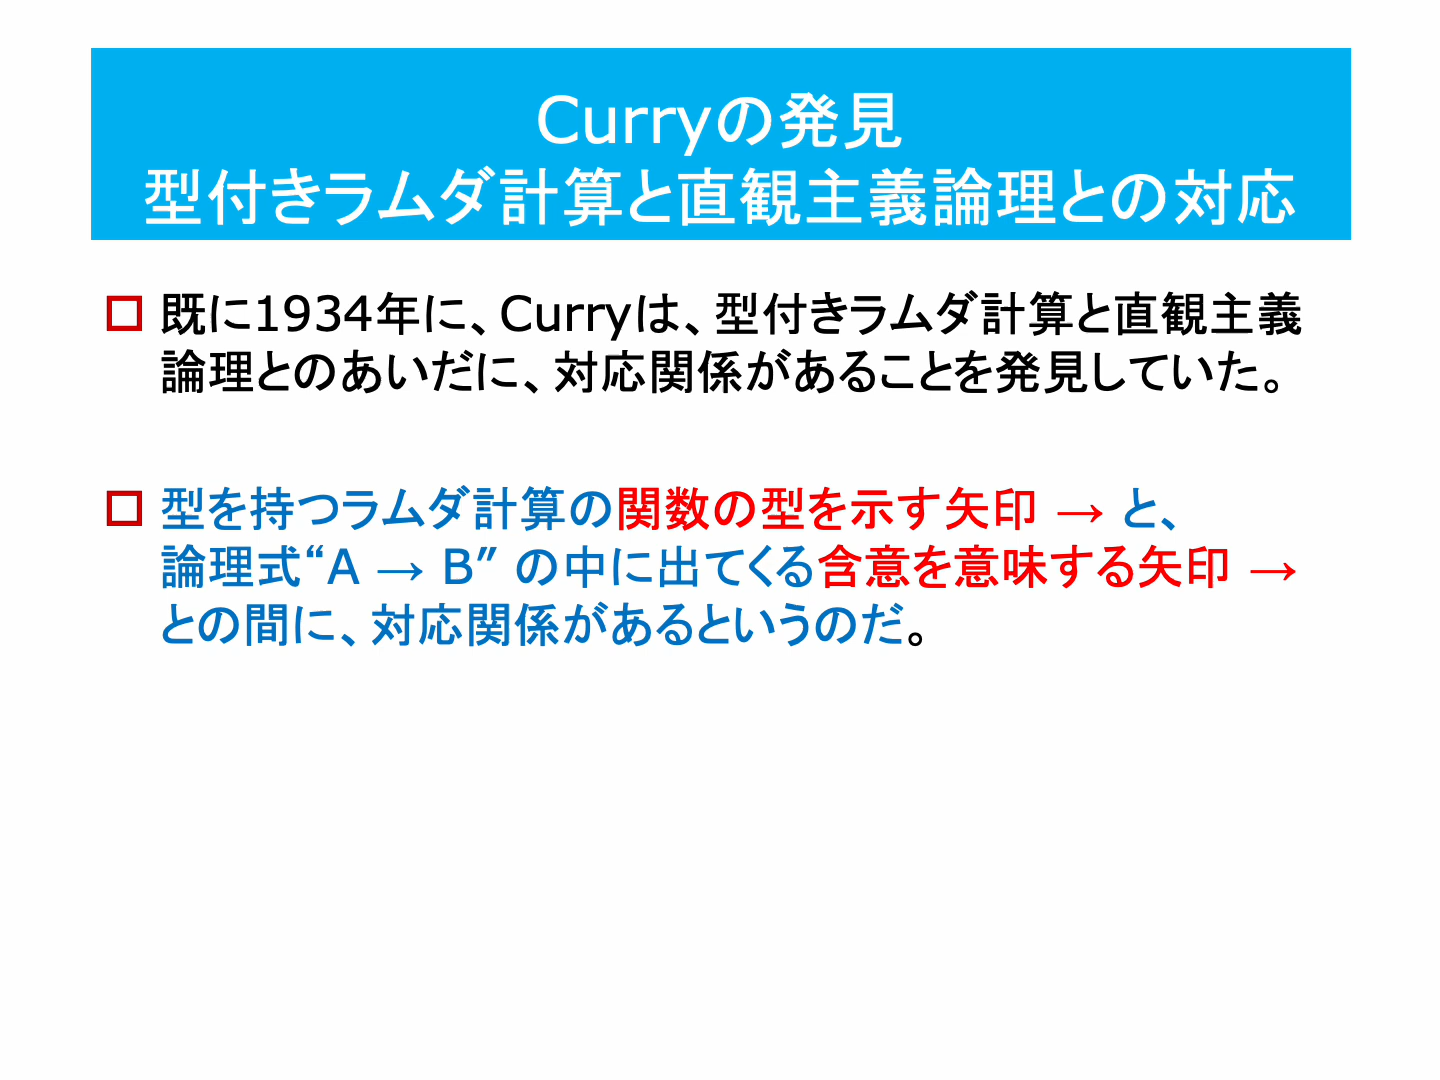 Curryの発見
型付きラムダ計算と直観主義論理との対応
既に1934年に、Curryは、型付きラムダ計算と直観主義
論理とのあいだに、対応関係があることを発見していた。
型を持つラムダ計算の関数の型を示す矢印 → と、
論理式“A → B” の中に出てくる含意を意味する矢印 →
との間に、対応関係があるというのだ。